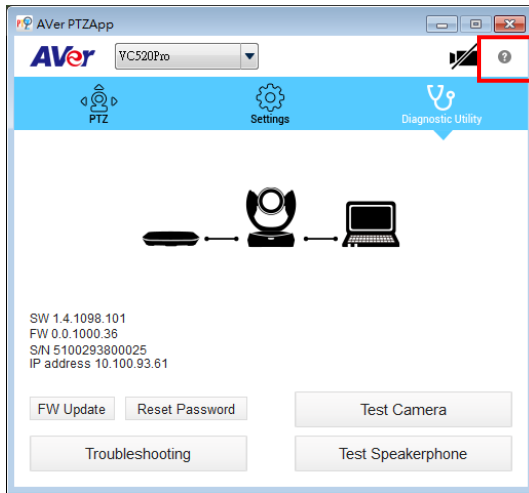 AVer PTZApp
AVer VC520Pro ?
PTZ Settings Diagnostic Utility
SW 1.4.1098.101
FW 0.0.1000.36
S/N 5100293800025
IP address 10.100.93.61
FW Update Reset Password Test Camera
Troubleshooting Test Speakerphone